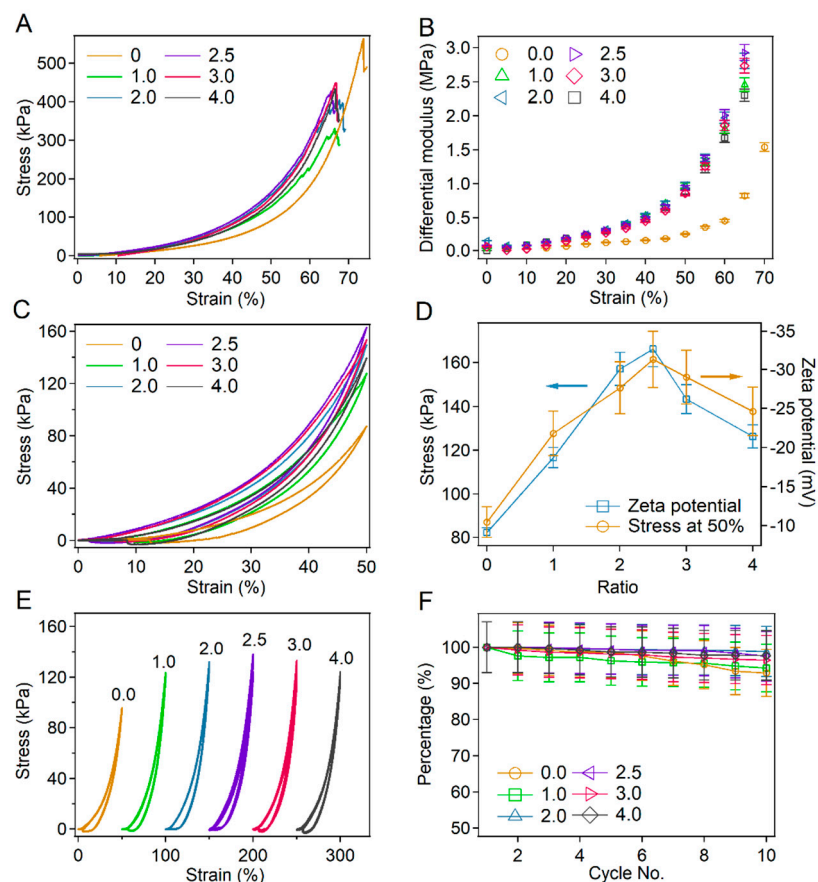 A
0 2.5
1.0 3.0
2.0 4.0
Stress (kPa)
500
400
300
200
100
0
0 10 20 30 40 50 60 70
Strain (%)
B
0.0 2.5
1.0 3.0
2.0 4.0
Differential modulus (MPa)
3.0
2.5
2.0
1.5
1.0
0.5
0.0
0 10 20 30 40 50 60 70
Strain (%)
C
0 2.5
1.0 3.0
2.0 4.0
Stress (kPa)
160
120
80
40
0
0 10 20 30 40 50
Strain (%)
D
Stress (kPa)
160
140
120
100
80
-35
-30
-25
-20
-15
-10
Zeta potential (mV)
Zeta potential
Stress at 50%
0 1 2 3 4
Ratio
E
Stress (kPa)
160
120
80
40
0
0.0
1.0
2.0
2.5
3.0
4.0
0 100 200 300
Strain (%)
F
Percentage (%)
100
90
80
70
60
50
0.0 2.5
1.0 3.0
2.0 4.0
2 4 6 8 10
Cycle No.